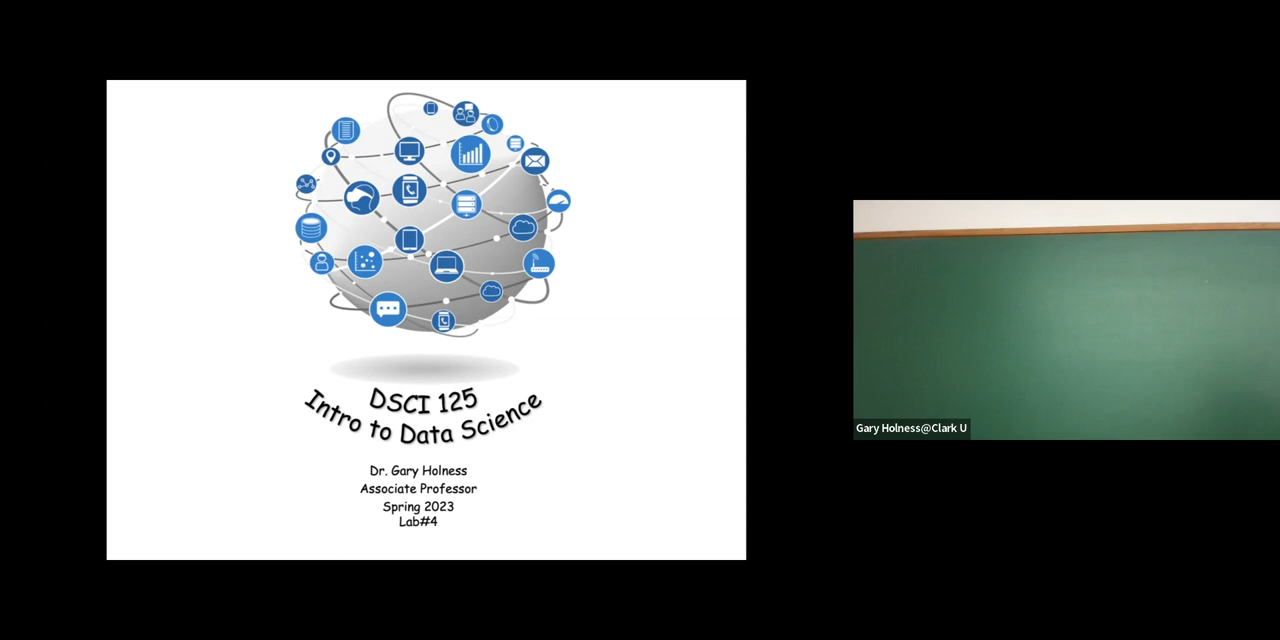 DSCI 125
Intro to Data Science
Dr. Gary Holness
Associate Professor
Spring 2023
Lab#4
Gary Holness@Clark U